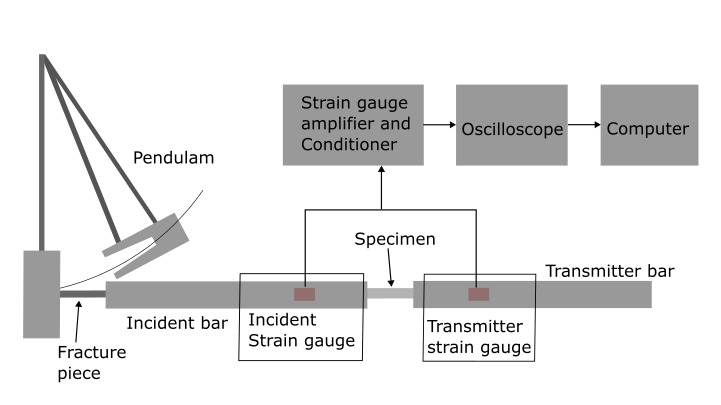 Strain gauge
amplifier and
Conditioner
Oscilloscope
Computer
Pendulam
Specimen
Transmitter bar
Incident bar
Incident
Strain gauge
Transmitter
strain gauge
Fracture
piece